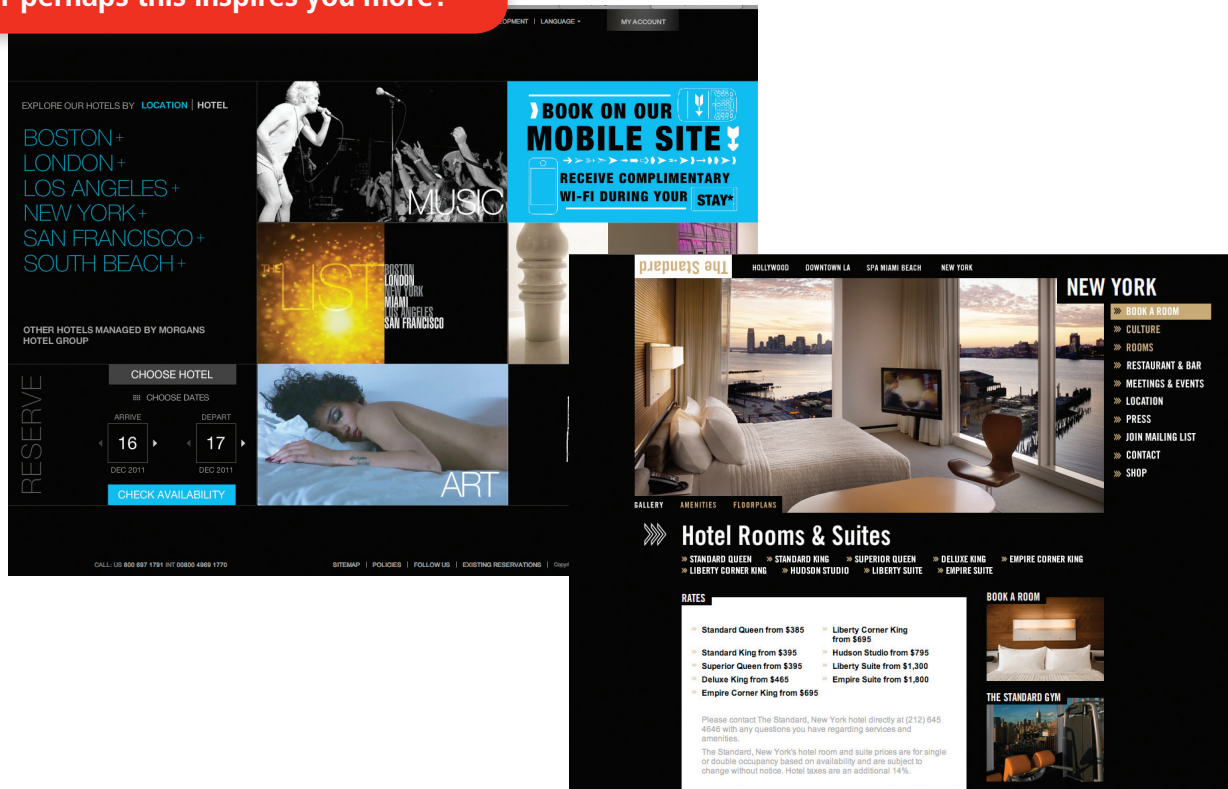 r perhaps this inspires you more?
OPMENT | LANGUAGE
MY ACCOUNT
EXPLORE OUR HOTELS BY LOCATION | HOTEL
BOSTON+
LONDON+
LOS ANGELES+
NEW YORK+
SAN FRANCISCO+
SOUTH BEACH+
OTHER HOTELS MANAGED BY MORGANS
HOTEL GROUP
MUSIC
BOOK ON OUR
MOBILE SITE
RECEIVE COMPLIMENTARY
WI-FI DURING YOUR STAY*
THE LIST
BOSTON
LONDON
NEW YORK
MIAMI
LOS ANGELES
SAN FRANCISCO
RESERVE
CHOOSE HOTEL
CHOOSE DATES
ARRIVE DEPART
16 17
DEC 2011 DEC 2011
CHECK AVAILABILITY
ART
CALL: US 800 697 1791 INT 00800 4969 1770
SITEMAP | POLICIES | FOLLOW US | EXISTING RESERVATIONS |
The Standard
HOLLYWOOD DOWNTOWN LA SPA MIAMI BEACH NEW YORK
NEW YORK
» BOOK A ROOM
» CULTURE
» ROOMS
» RESTAURANT & BAR
» MEETINGS & EVENTS
» LOCATION
» PRESS
» JOIN MAILING LIST
» CONTACT
» SHOP
GALLERY AMENITIES FLOORPLANS
Hotel Rooms & Suites
» STANDARD QUEEN » STANDARD KING » SUPERIOR QUEEN » DELUXE KING » EMPIRE CORNER KING
» LIBERTY CORNER KING » HUDSON STUDIO » LIBERTY SUITE » EMPIRE SUITE
RATES
» Standard Queen from $385
» Standard King from $395
» Superior Queen from $395
» Deluxe King from $465
» Empire Corner King from $695
» Liberty Corner King
from $695
» Hudson Studio from $795
» Liberty Suite from $1,300
» Empire Suite from $1,800
Please contact The Standard, New York hotel directly at (212) 645
4646 with any questions you have regarding services and
amenities.
The Standard, New York's hotel room and suite prices are for single
or double occupancy based on availability and are subject to
change without notice. Hotel taxes are an additional 14%.
BOOK A ROOM
THE STANDARD GYM